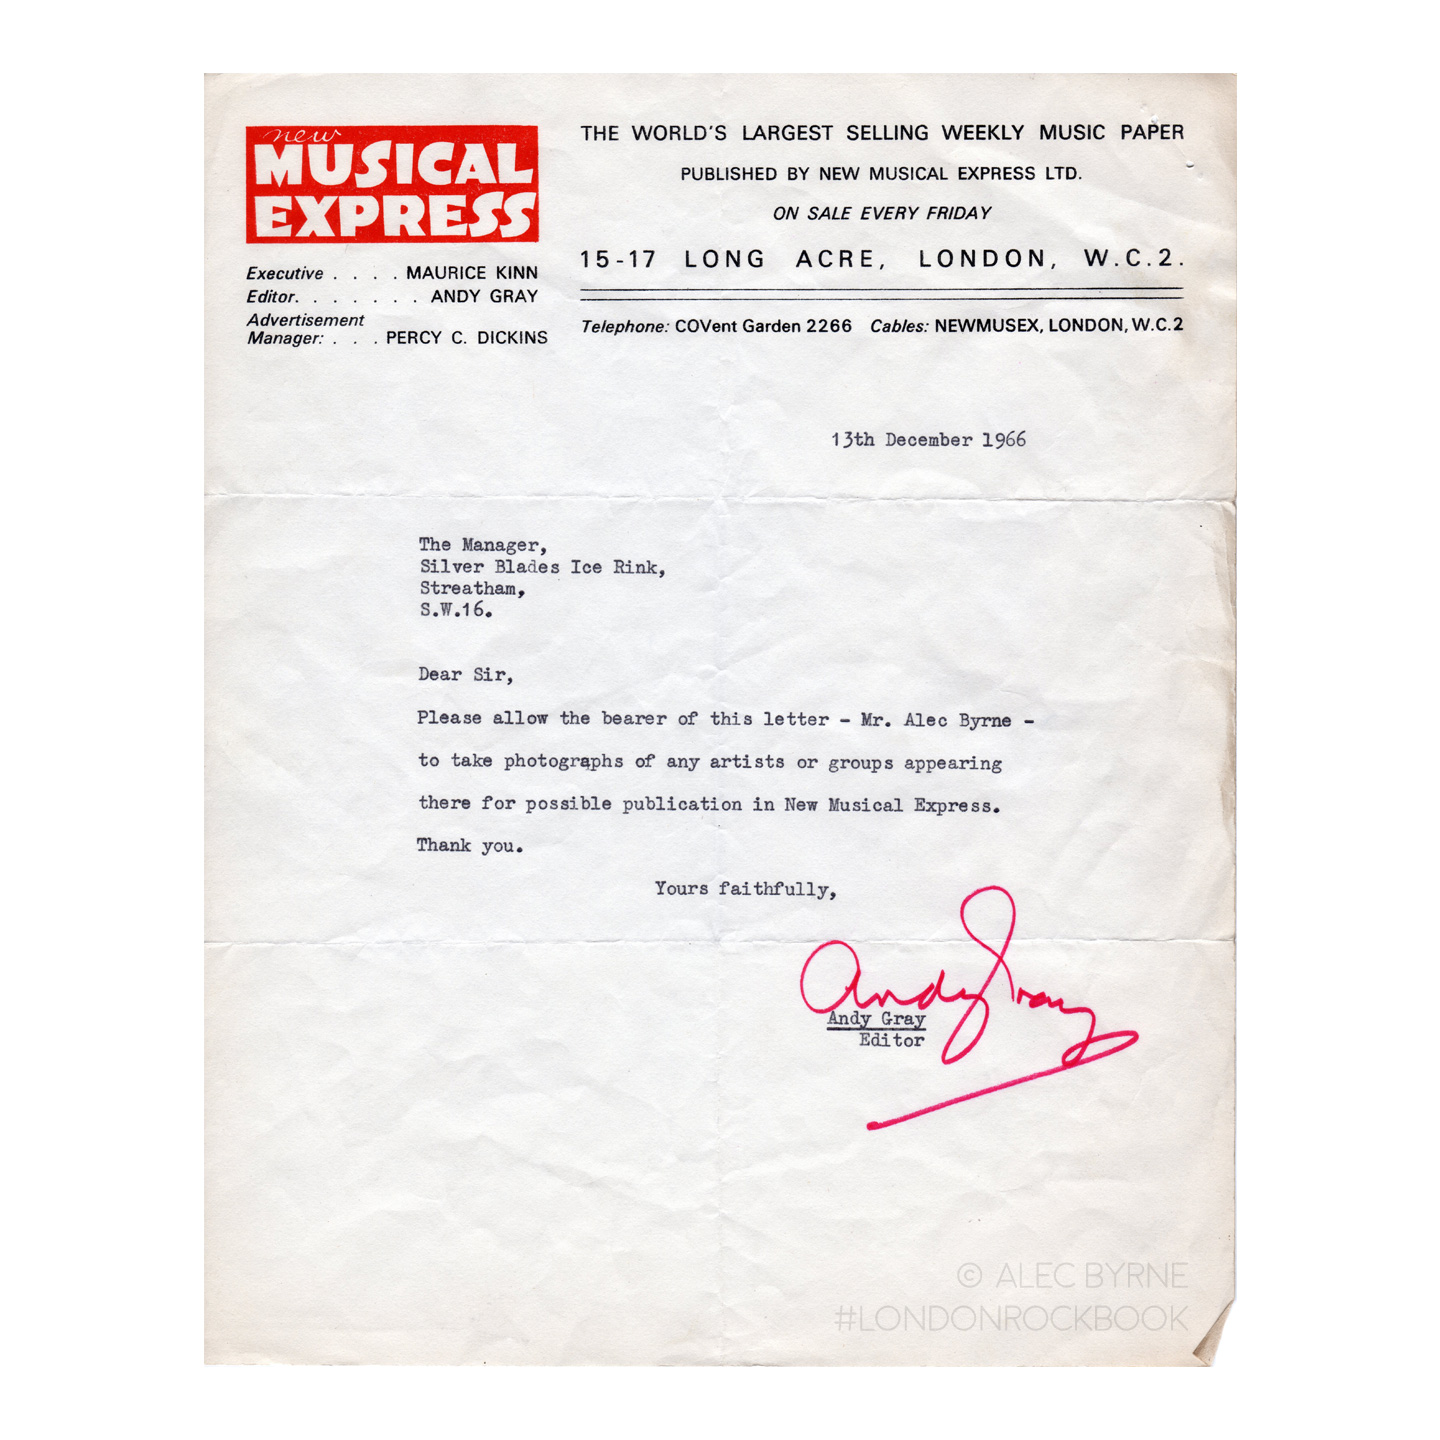 new
MUSICAL
EXPRESS
Executive . . . . MAURICE KINN
Editor. . . . . . . ANDY GRAY
Advertisement
Manager: . . . PERCY C. DICKINS
THE WORLD'S LARGEST SELLING WEEKLY MUSIC PAPER
PUBLISHED BY NEW MUSICAL EXPRESS LTD.
ON SALE EVERY FRIDAY
15-17 LONG ACRE, LONDON, W.C.2.
Telephone: COVent Garden 2266 Cables: NEWMUSEX, LONDON, W.C.2
13th December 1966
The Manager,
Silver Blades Ice Rink,
Streatham,
S.W.16.
Dear Sir,
Please allow the bearer of this letter - Mr. Alec Byrne -
to take photographs of any artists or groups appearing
there for possible publication in New Musical Express.
Thank you.
Yours faithfully,
Andy Gray
Andy Gray
Editor
© ALEC BYRNE
#LONDONROCKBOOK